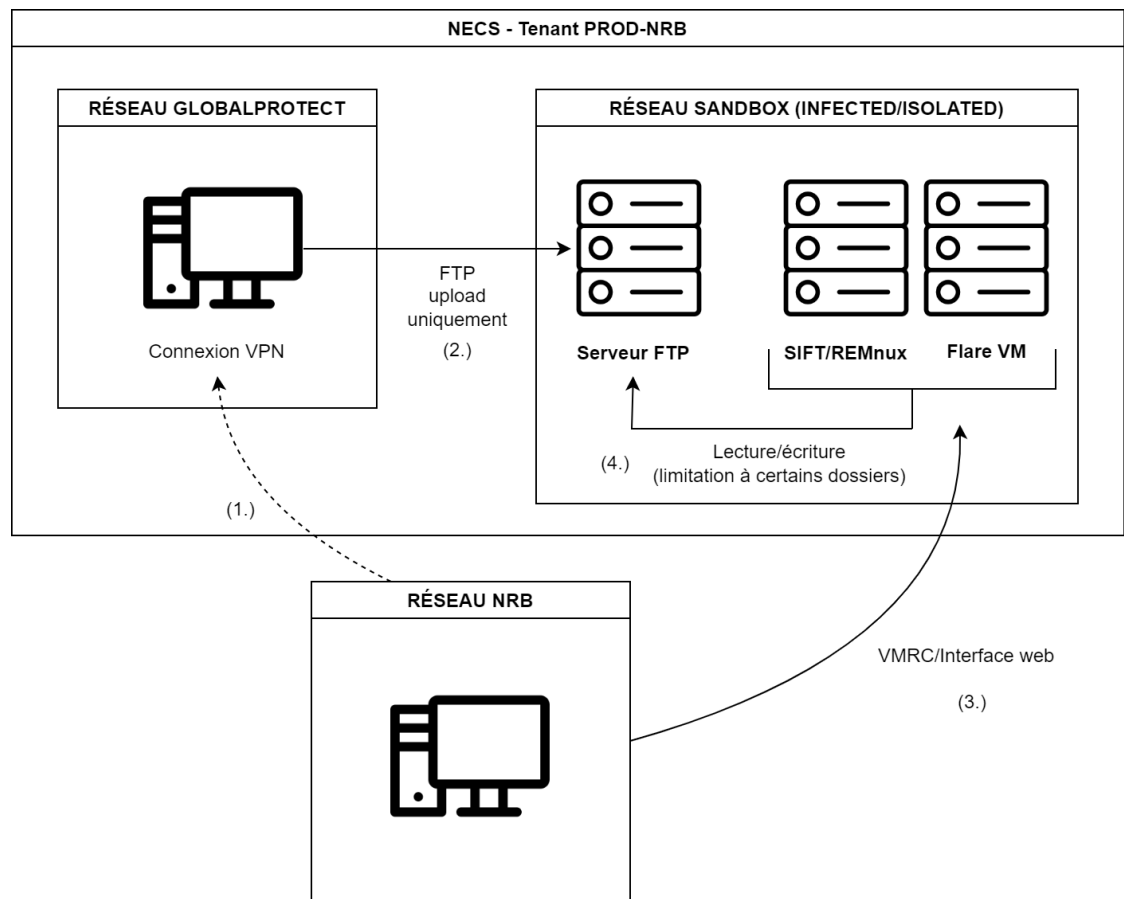 NECS - Tenant PROD-NRB
RÉSEAU GLOBALPROTECT
RÉSEAU SANDBOX (INFECTED/ISOLATED)
FTP
upload
uniquement
(2.)
Connexion VPN
Serveur FTP
SIFT/REMnux
Flare VM
(4.)
Lecture/écriture
(limitation à certains dossiers)
(1.)
RÉSEAU NRB
VMRC/Interface web
(3.)